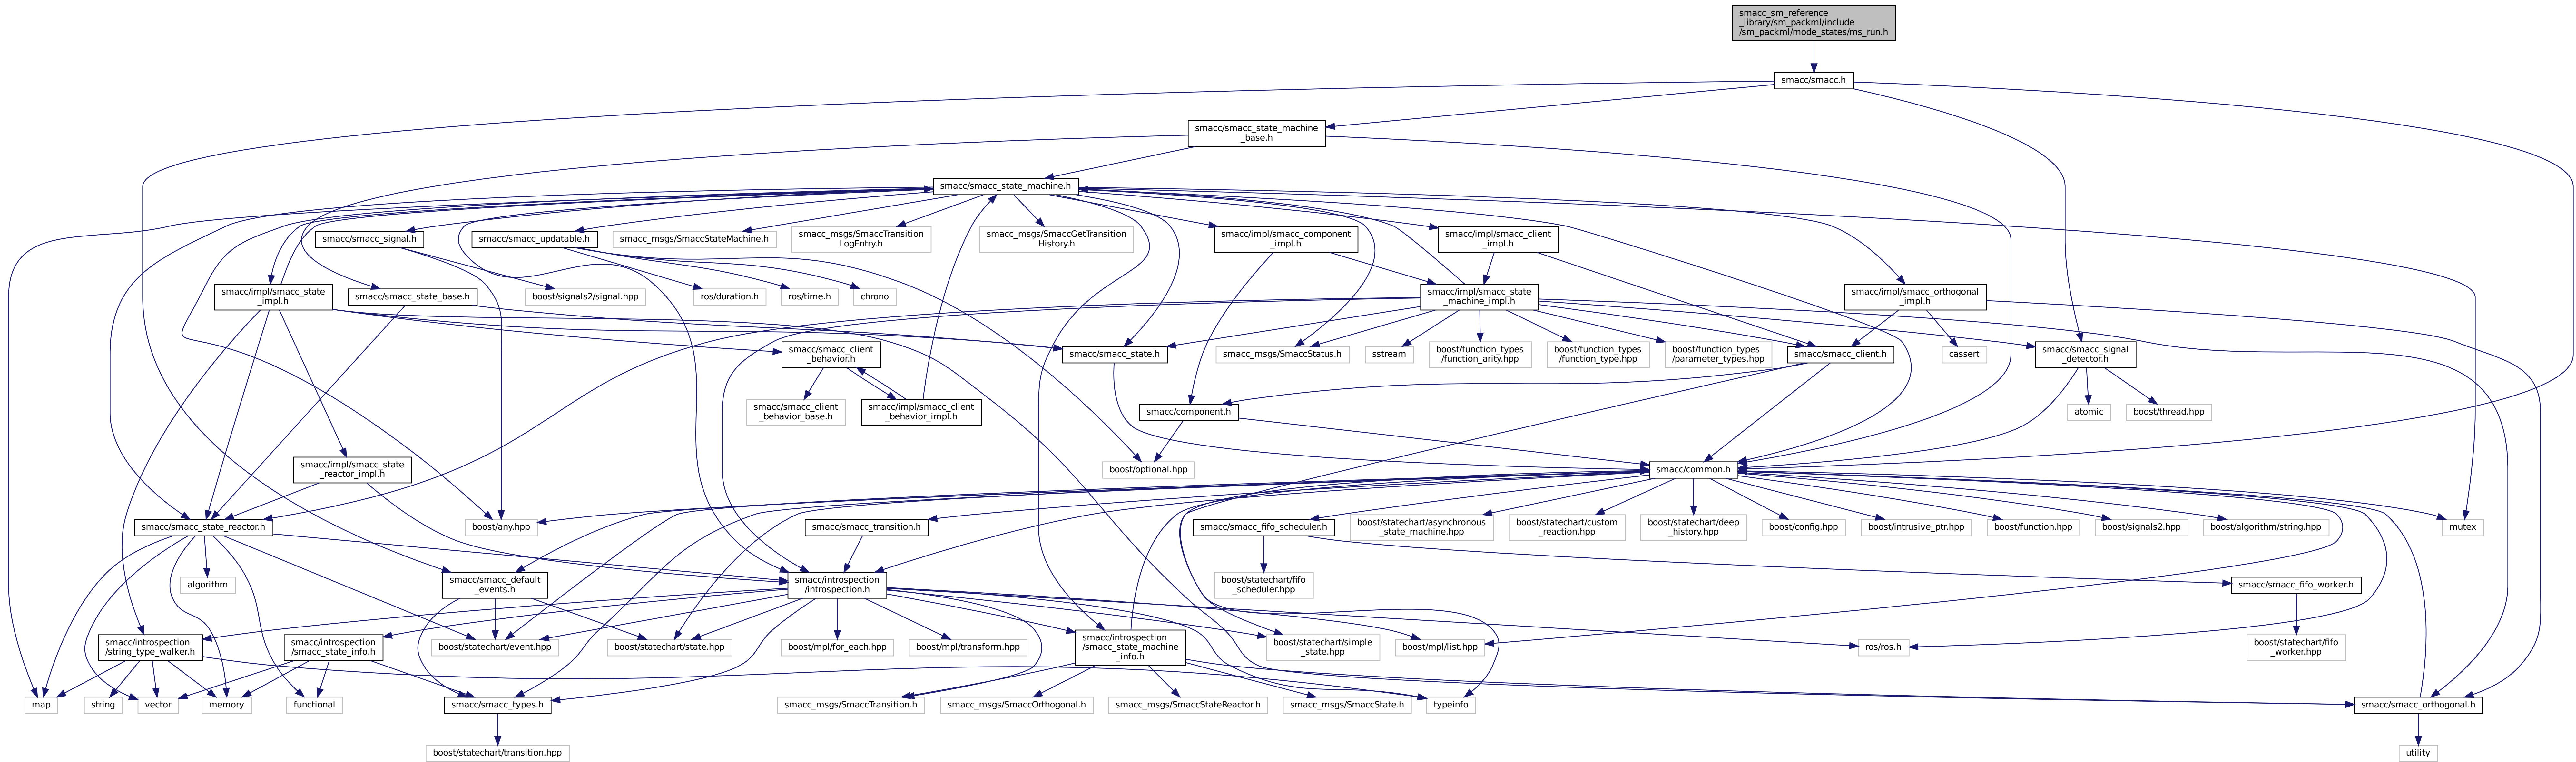 smacc_sm_reference
_library/sm_packml/include
/sm_packml/mode_states/ms_run.h
smacc/smacc.h
smacc/smacc_state_machine
_base.h
smacc/smacc_state_machine.h
smacc/smacc_signal.h
smacc/smacc_updatable.h
smacc_msgs/SmaccStateMachine.h
smacc_msgs/SmaccTransition
LogEntry.h
smacc_msgs/SmaccGetTransition
History.h
smacc/impl/smacc_component
_impl.h
smacc/impl/smacc_client
_impl.h
smacc/impl/smacc_state
_impl.h
smacc/smacc_state_base.h
boost/signals2/signal.hpp
ros/duration.h
ros/time.h
chrono
smacc/impl/smacc_state
_machine_impl.h
smacc/impl/smacc_orthogonal
_impl.h
smacc/smacc_client
_behavior.h
smacc/smacc_state.h
smacc_msgs/SmaccStatus.h
sstream
boost/function_types
/function_arity.hpp
boost/function_types
/function_type.hpp
boost/function_types
/parameter_types.hpp
smacc/smacc_client.h
cassert
smacc/smacc_signal
_detector.h
smacc/smacc_client
_behavior_base.h
smacc/impl/smacc_client
_behavior_impl.h
smacc/component.h
atomic
boost/thread.hpp
smacc/impl/smacc_state
_reactor_impl.h
boost/optional.hpp
smacc/common.h
smacc/smacc_state_reactor.h
boost/any.hpp
smacc/smacc_transition.h
smacc/smacc_fifo_scheduler.h
boost/statechart/asynchronous
_state_machine.hpp
boost/statechart/custom
_reaction.hpp
boost/statechart/deep
_history.hpp
boost/config.hpp
boost/intrusive_ptr.hpp
boost/function.hpp
boost/signals2.hpp
boost/algorithm/string.hpp
mutex
algorithm
smacc/smacc_default
_events.h
smacc/introspection
/introspection.h
boost/statechart/fifo
_scheduler.hpp
smacc/smacc_fifo_worker.h
smacc/introspection
/string_type_walker.h
smacc/introspection
/smacc_state_info.h
boost/statechart/event.hpp
boost/statechart/state.hpp
boost/mpl/for_each.hpp
boost/mpl/transform.hpp
smacc/introspection
/smacc_state_machine
_info.h
boost/statechart/simple
_state.hpp
boost/mpl/list.hpp
ros/ros.h
boost/statechart/fifo
_worker.hpp
map
string
vector
memory
functional
smacc/smacc_types.h
smacc_msgs/SmaccTransition.h
smacc_msgs/SmaccOrthogonal.h
smacc_msgs/SmaccStateReactor.h
smacc_msgs/SmaccState.h
typeinfo
smacc/smacc_orthogonal.h
boost/statechart/transition.hpp
utility